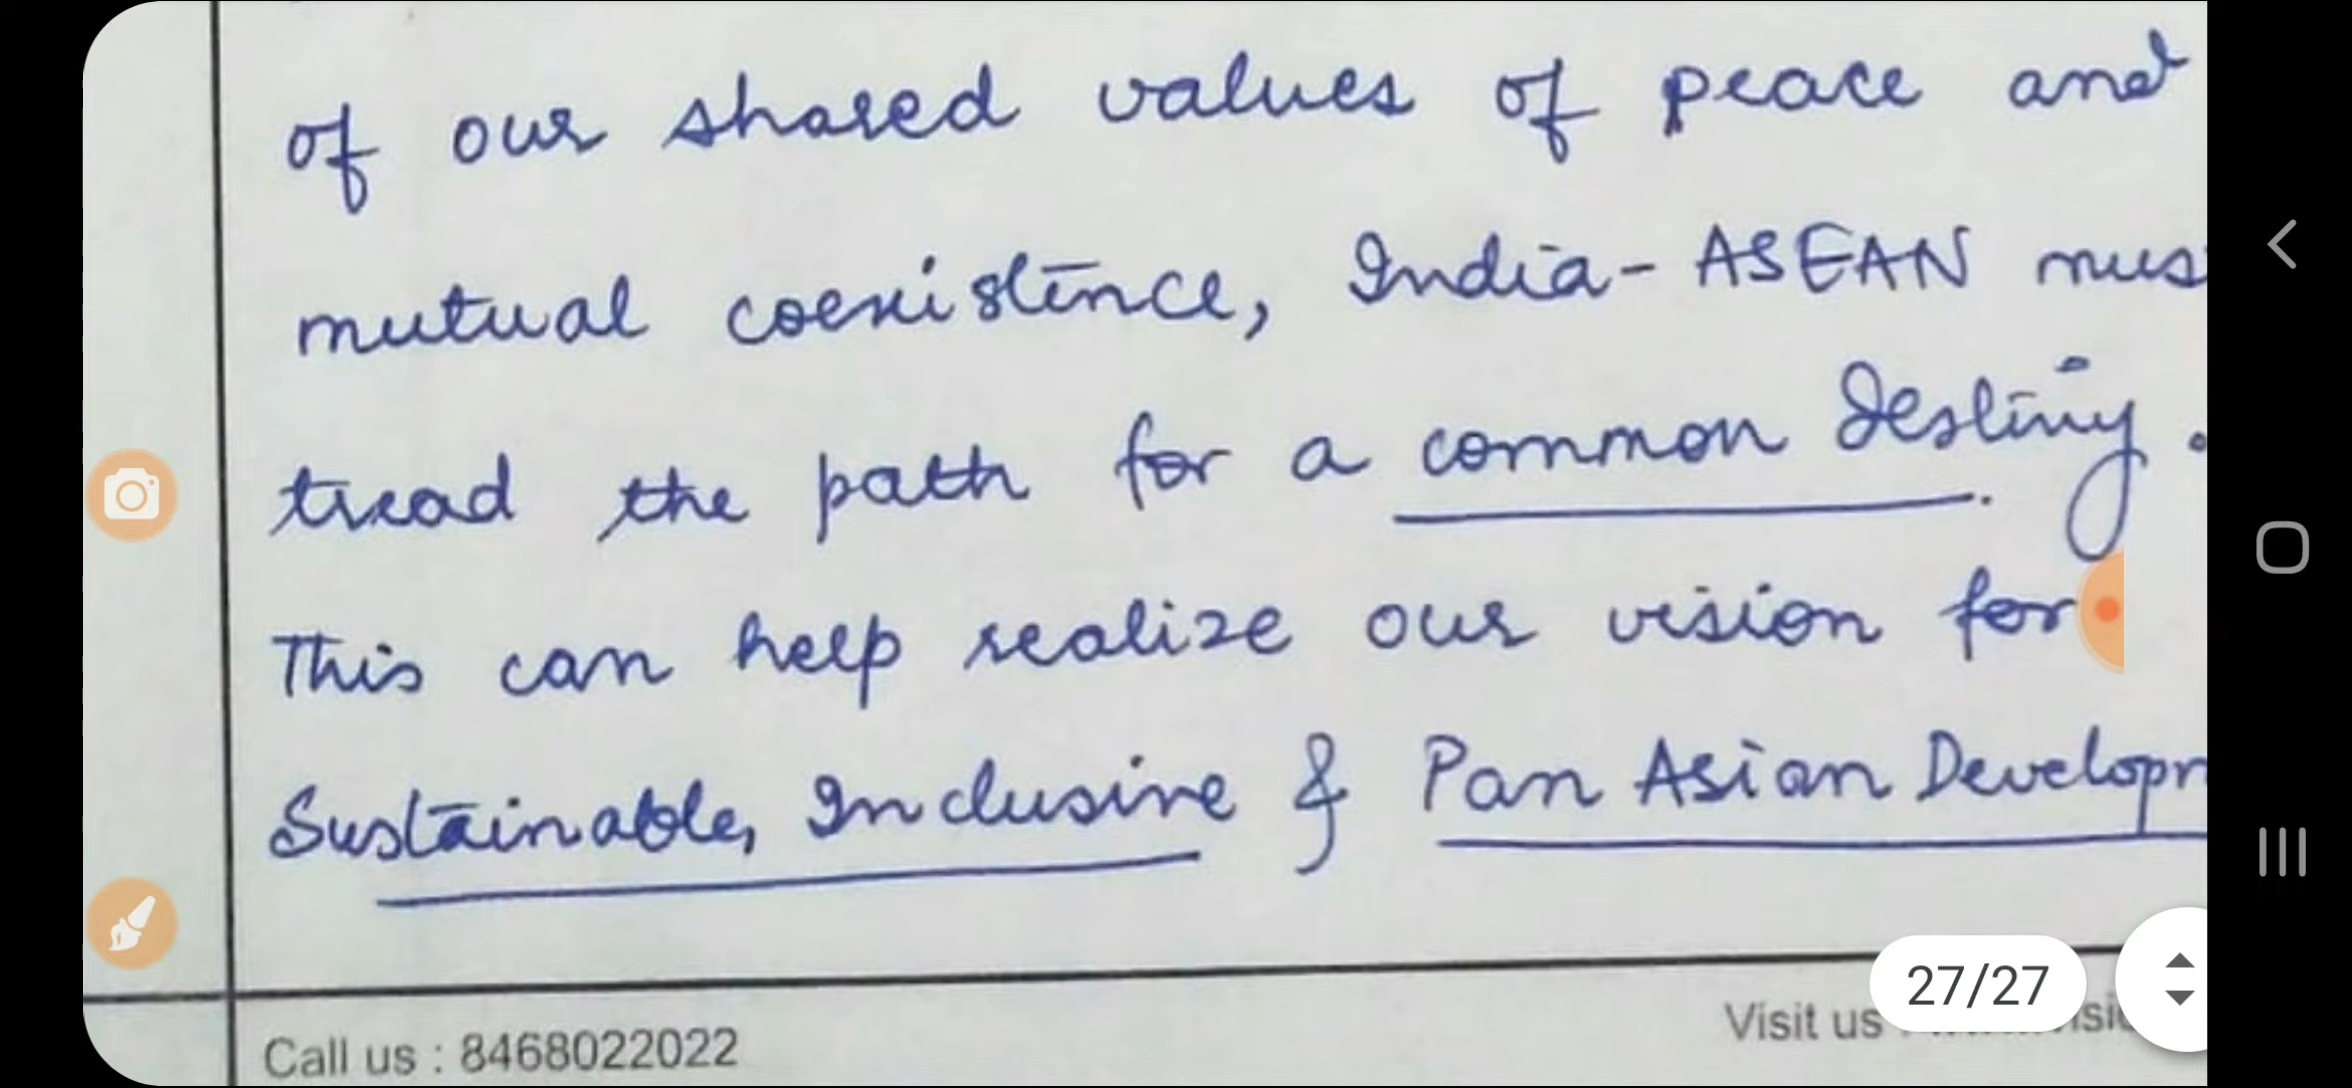 of our shared values of peace and
mutual coexistence, India-ASEAN mus
tread the path for a common destiny.
This can help realize our vision for
Sustainable, Inclusive & Pan Asian Developm
27/27
Call us : 8468022022
Visit us